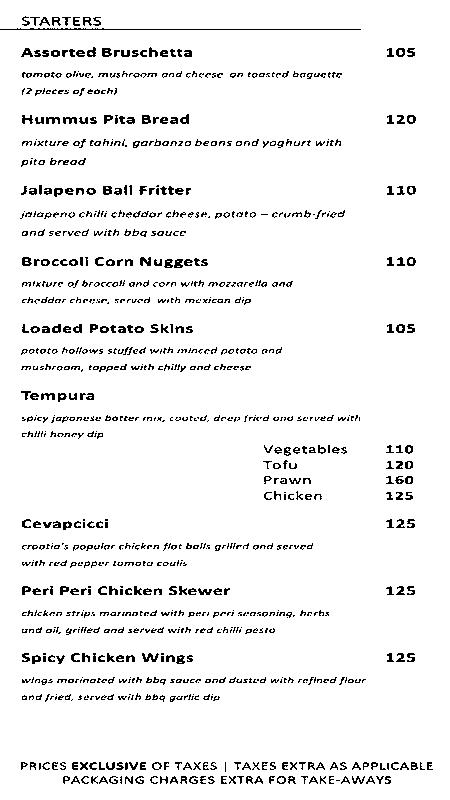 STARTERS
Assorted Bruschetta 105
tomato olive, mushroom and cheese on toasted baguette
(2 pieces of each)
Hummus Pita Bread 120
mixture of tahini, garbanzo beans and yoghurt with
pita bread
Jalapeno Ball Fritter 110
jalapeno chilli cheddar cheese, potato – crumb-fried
and served with bbq sauce
Broccoli Corn Nuggets 110
mixture of broccoli and corn with mozzarella and
cheddar cheese, served with mexican dip
Loaded Potato Skins 105
potato hollows stuffed with minced potato and
mushroom, topped with chilly and cheese
Tempura
spicy japanese batter mix, coated, deep fried and served with
chilli honey dip
Vegetables 110
Tofu 120
Prawn 160
Chicken 125
Cevapcicci 125
croatia's popular chicken flat balls grilled and served
with red pepper tomato coulis
Peri Peri Chicken Skewer 125
chicken strips marinated with peri peri seasoning, herbs
and oil, grilled and served with red chilli pesto
Spicy Chicken Wings 125
wings marinated with bbq sauce and dusted with refined flour
and fried, served with bbq garlic dip
PRICES EXCLUSIVE OF TAXES | TAXES EXTRA AS APPLICABLE
PACKAGING CHARGES EXTRA FOR TAKE-AWAYS